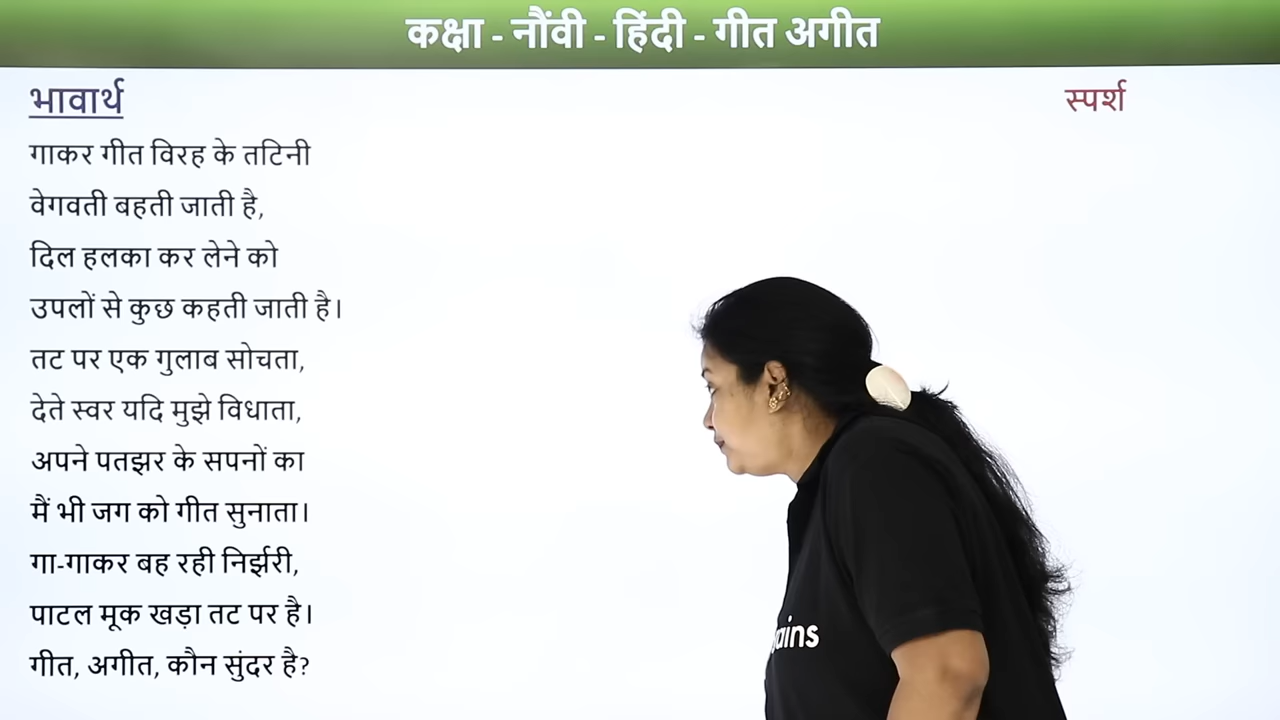 कक्षा - नौंवी - हिंदी - गीत अगीत
भावार्थ
स्पर्श
गाकर गीत विरह के तटिनी
वेगवती बहती जाती है,
दिल हलका कर लेने को
उपलों से कुछ कहती जाती है।
तट पर एक गुलाब सोचता,
देते स्वर यदि मुझे विधाता,
अपने पतझर के सपनों का
मैं भी जग को गीत सुनाता।
गा-गाकर बह रही निर्झरी,
पाटल मूक खड़ा तट पर है।
गीत, अगीत, कौन सुंदर है?